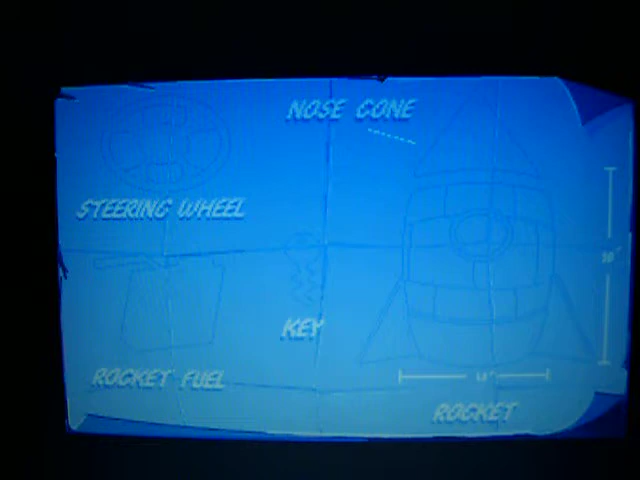 NOSE CONE
STEERING WHEEL
KEY
ROCKET FUEL
ROCKET